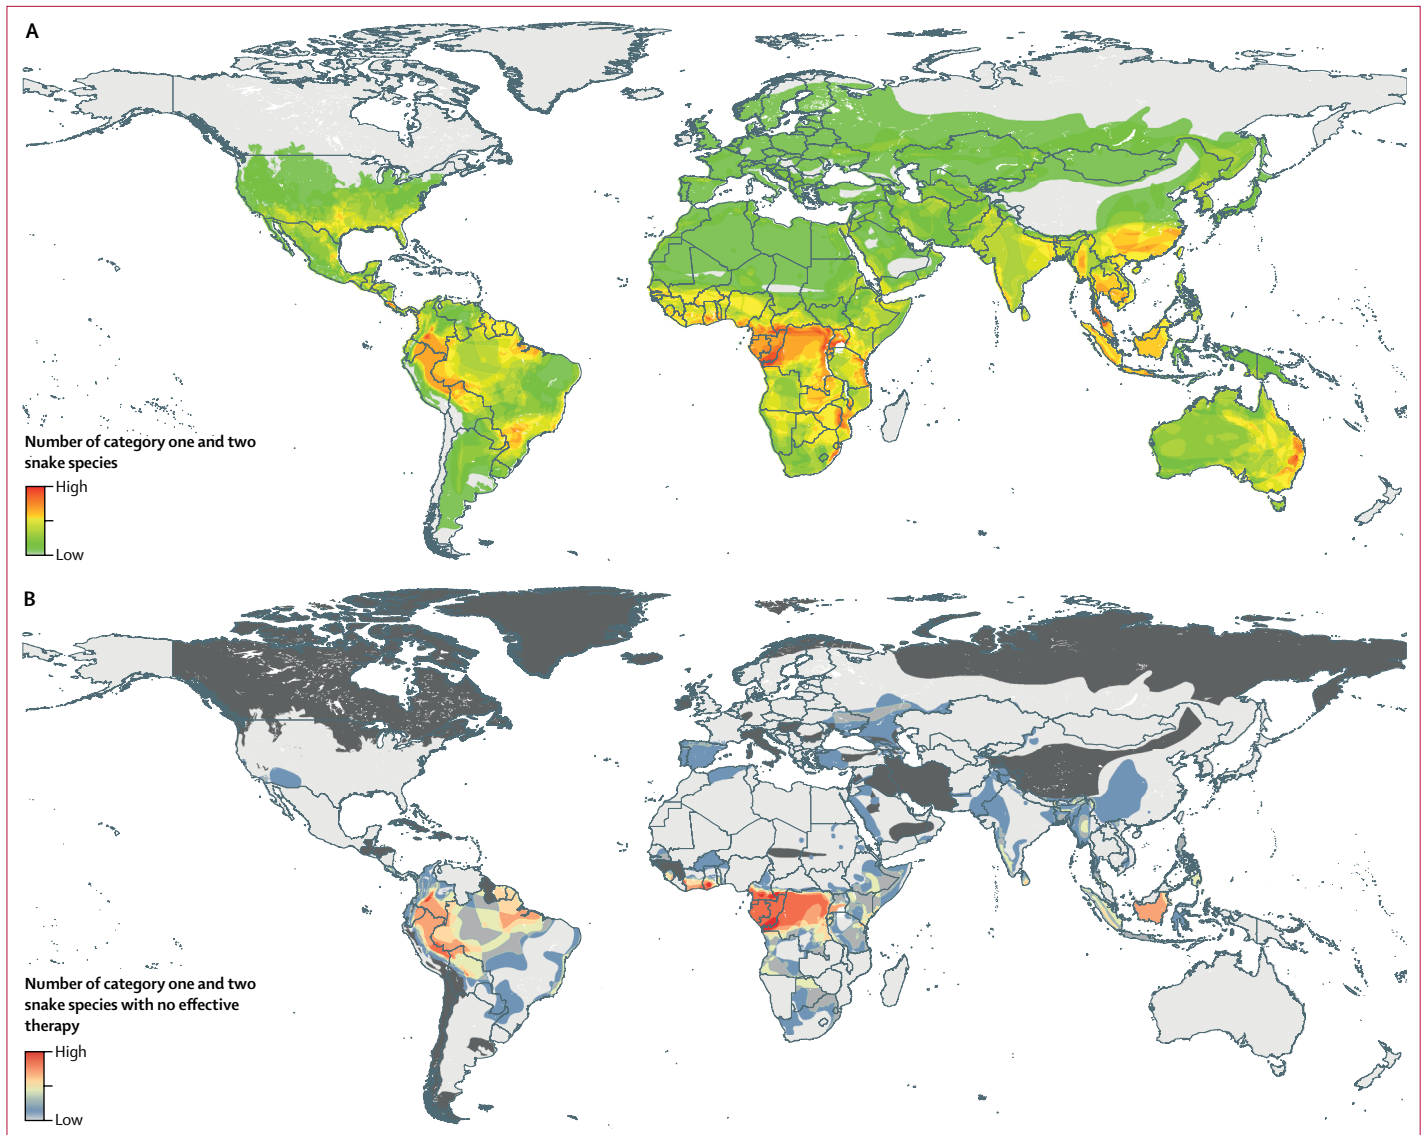 A
Number of category one and two
snake species
High
Low
B
Number of category one and two
snake species with no effective
therapy
High
Low